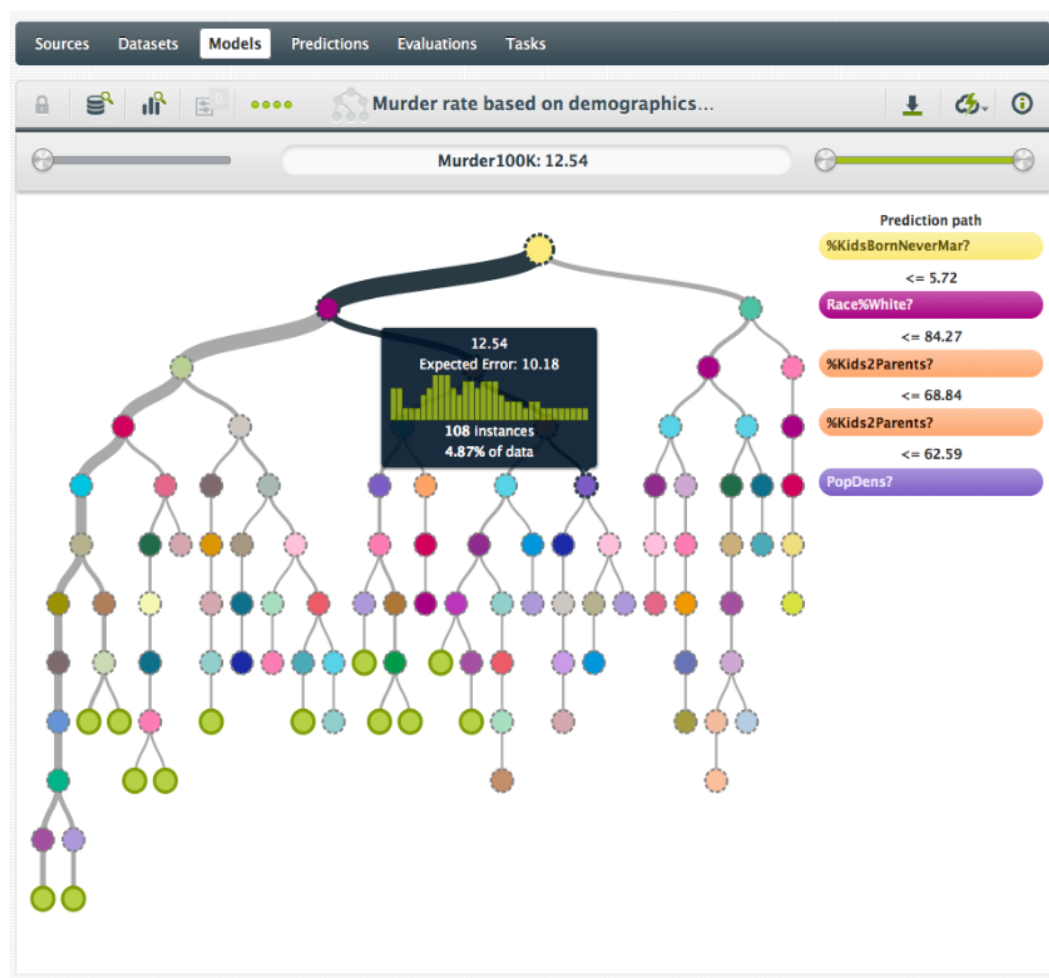 Sources Datasets Models Predictions Evaluations Tasks
0
Murder rate based on demographics...
Murder100K: 12.54
Prediction path
%KidsBornNeverMar?
<= 5.72
Race%White?
<= 84.27
%Kids2Parents?
<= 68.84
%Kids2Parents?
<= 62.59
PopDens?
12.54
Expected Error: 10.18
108 instances
4.87% of data